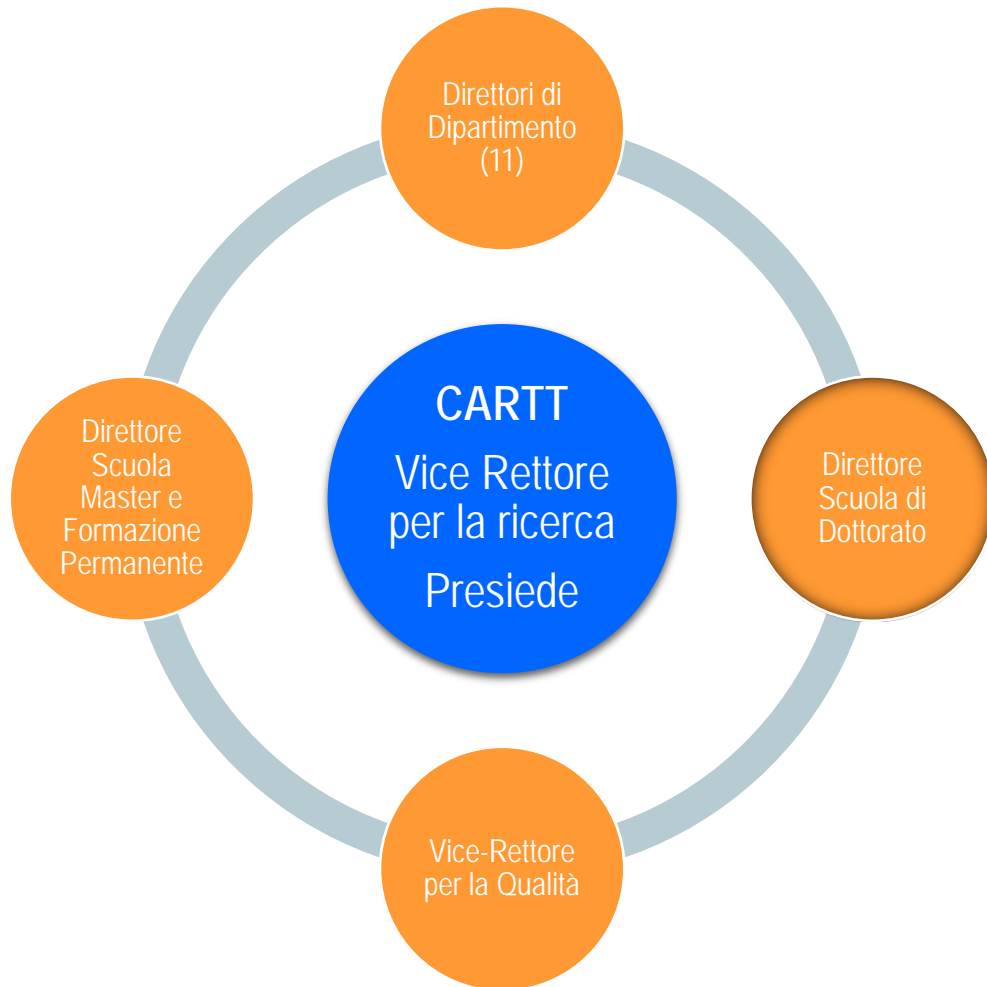 Direttori di
Dipartimento
(11)
Direttore
Scuola
Master e
Formazione
Permanente
CARTT
Vice Rettore
per la ricerca
Presiede
Direttore
Scuola di
Dottorato
Vice-Rettore
per la Qualità